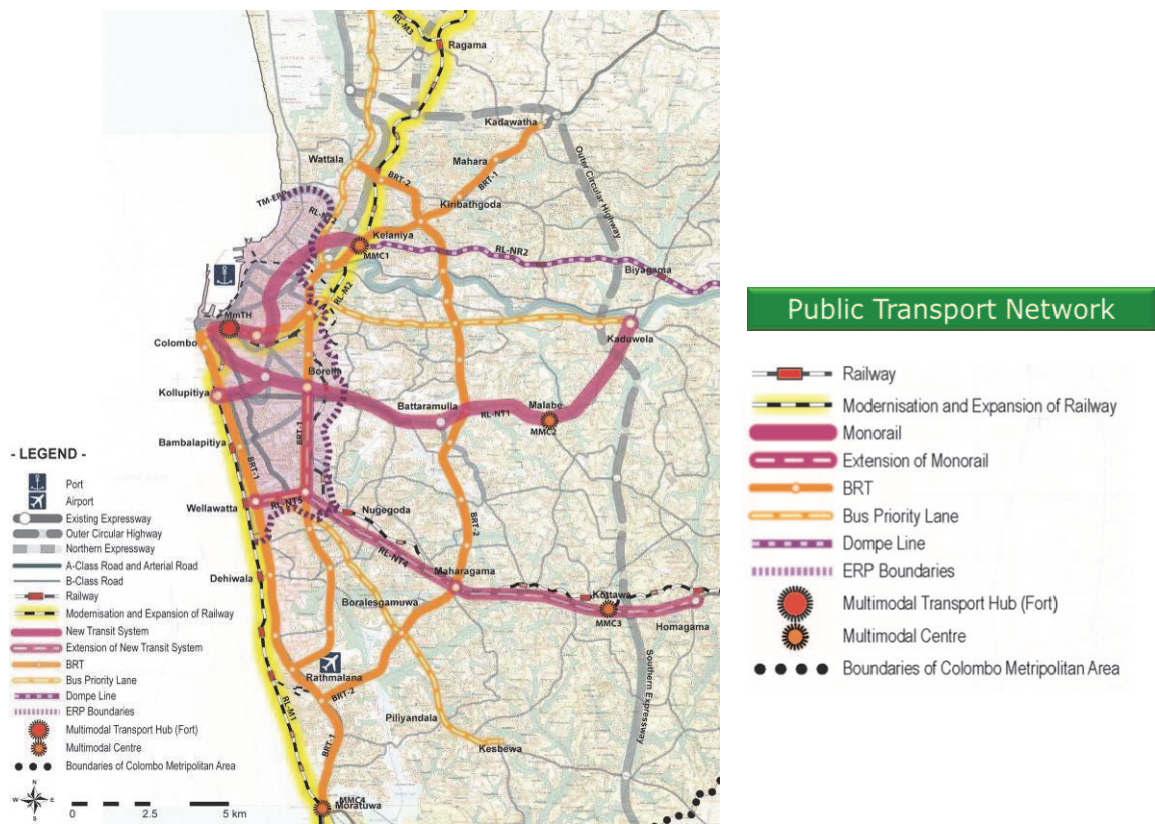 RL-M3
Ragama
Kadawatha
Outer Circular Highway
Mahara
Wattala
BRT-2
BRT-1
Kiribathgoda
TM-ERP
Kelaniya
MMC1
RL-NR2
Biyagama
RL-M2
MmTH
Colombo
Kaduwela
Kollupitiya
Borella
Battaramulla
RL-NT1
Malabe
MMC2
Bambalapitiya
BRT-1
BRT-1
Wellawatta
RL-NT5
Nugegoda
BRT-2
RL-NT4
Dehiwala
Maharagama
Boralesgamuwa
Kottawa
MMC3
Homagama
Rathmalana
RL-M1
BRT-2
Southern Expressway
Piliyandala
BRT-1
Kesbewa
MMC4
Moratuwa
- LEGEND -
Port
Airport
Existing Expressway
Outer Circular Highway
Northern Expressway
A-Class Road and Arterial Road
B-Class Road
Railway
Modernisation and Expansion of Railway
New Transit System
Extension of New Transit System
BRT
Bus Priority Lane
Dompe Line
ERP Boundaries
Multimodal Transport Hub (Fort)
Multimodal Centre
Boundaries of Colombo Metripolitan Area
N
W E
S
0 2.5 5 km
Public Transport Network
Railway
Modernisation and Expansion of Railway
Monorail
Extension of Monorail
BRT
Bus Priority Lane
Dompe Line
ERP Boundaries
Multimodal Transport Hub (Fort)
Multimodal Centre
Boundaries of Colombo Metripolitan Area